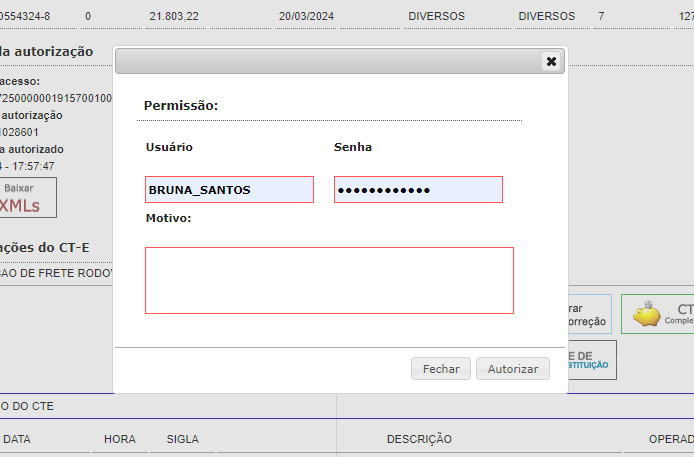 0554324-8 0 21.803,22 20/03/2024 DIVERSOS DIVERSOS 7 127
la autorização
acesso:
7250000001915700100
autorização
1028601
a autorizado
4 - 17:57:47
Baixar
XMLs
ações do CT-E
CAO DE FRETE RODOV
Permissão:
Usuário Senha
BRUNA_SANTOS ••••••••••••
Motivo:
Fechar Autorizar
rar
orreção
CT
Comple
E DE
STITUIÇÃO
O DO CTE
DATA HORA SIGLA DESCRIÇÃO OPERAD